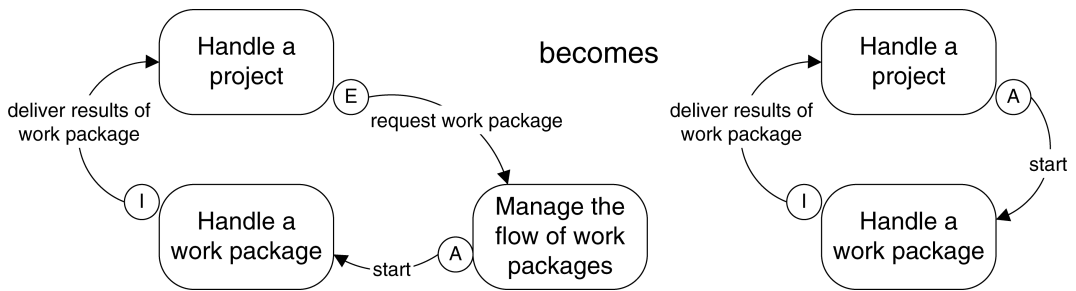 Handle a
project
E
request work package
deliver results of
work package
I
Handle a
work package
start
A
Manage the
flow of work
packages
becomes
Handle a
project
A
deliver results of
work package
start
I
Handle a
work package